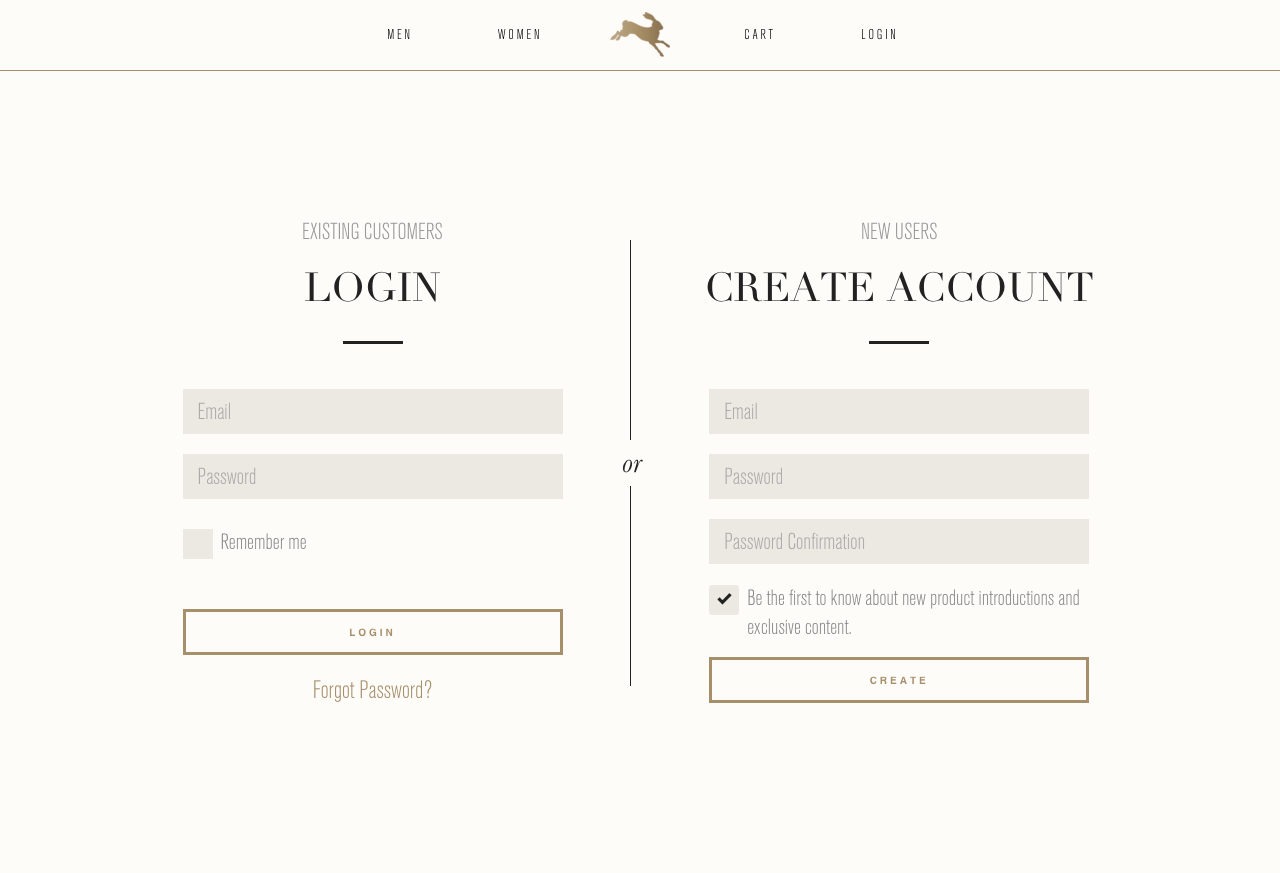 MEN
WOMEN
CART
LOGIN
EXISTING CUSTOMERS
LOGIN
Email
Password
Remember me
LOGIN
Forgot Password?
or
NEW USERS
CREATE ACCOUNT
Email
Password
Password Confirmation
Be the first to know about new product introductions and
exclusive content.
CREATE